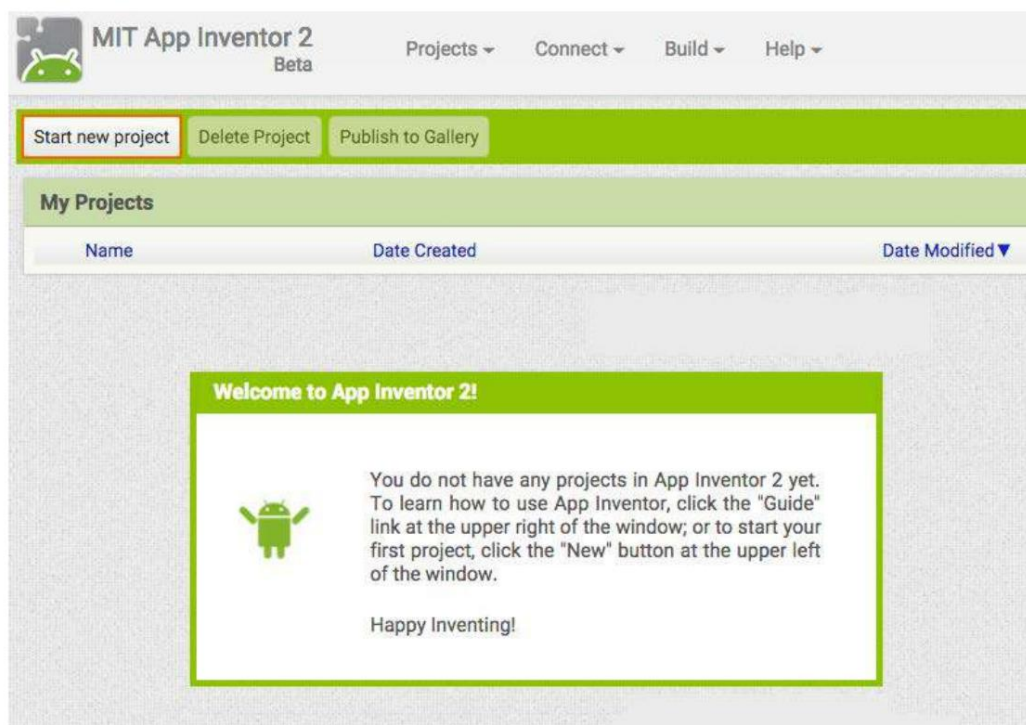 MIT App Inventor 2
Beta
Projects Connect Build Help
Start new project Delete Project Publish to Gallery
My Projects
Name Date Created Date Modified
Welcome to App Inventor 2!
You do not have any projects in App Inventor 2 yet.
To learn how to use App Inventor, click the "Guide"
link at the upper right of the window; or to start your
first project, click the "New" button at the upper left
of the window.
Happy Inventing!